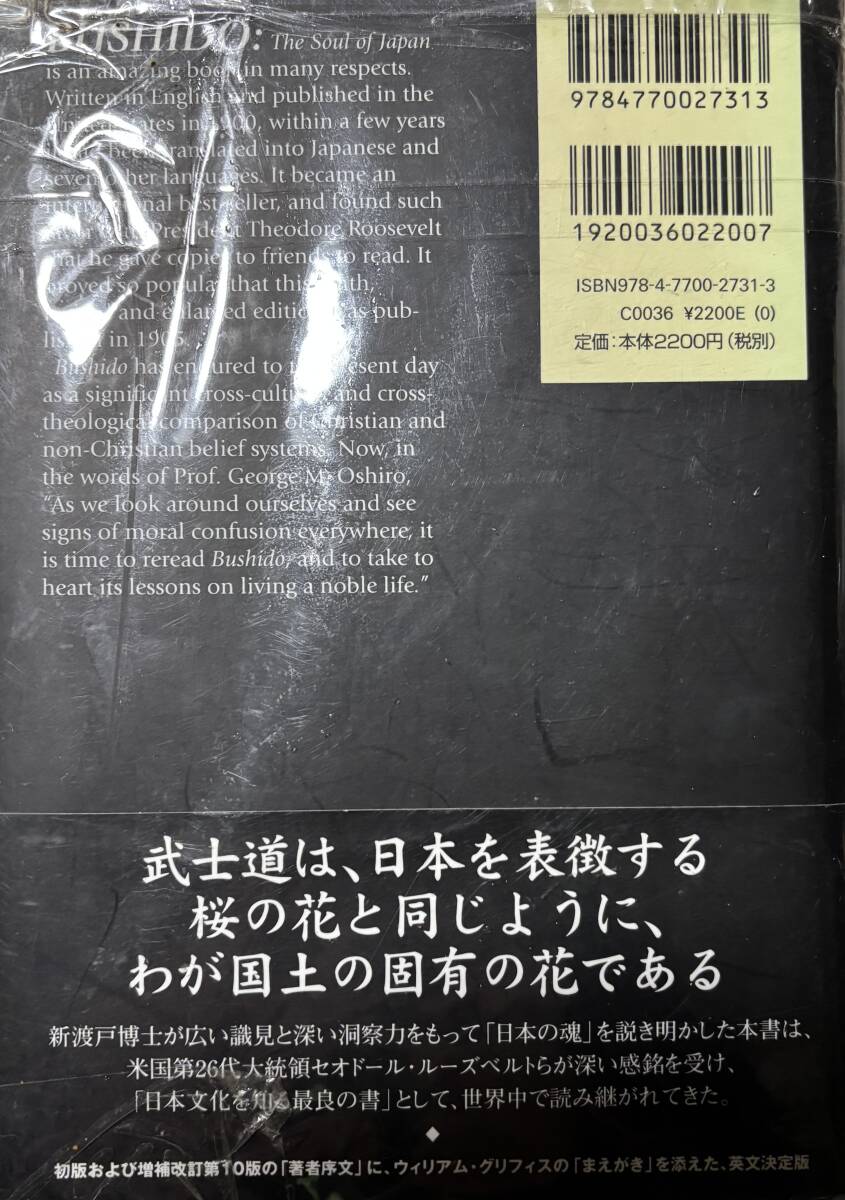 BUSHIDO: The Soul of Japan
is an amazing book in many respects.
Written in English and published in the
United States in 1900, within a few years
been translated into Japanese and
seven other languages. It became an
international best-seller, and found such
President Theodore Roosevelt
that he gave copies to friends to read. It
proved so popular that this tenth,
and enlarged edition was pub-
lished in 1905.
Bushido has endured to the present day
as a significant cross-cultural and cross-
theological comparison of Christian and
non-Christian belief systems. Now, in
the words of Prof. George M. Oshiro,
“As we look around ourselves and see
signs of moral confusion everywhere, it
is time to reread Bushido, and to take to
heart its lessons on living a noble life.”
9784770027313
1920036022007
ISBN978-4-7700-2731-3
C0036 ¥2200E (0)
定価:本体2200円(税別)
武士道は、日本を表徴する
桜の花と同じように、
わが国土の固有の花である
新渡戸博士が広い識見と深い洞察力をもって「日本の魂」を説き明かした本書は、
米国第26代大統領セオドール・ルーズベルトらが深い感銘を受け、
「日本文化を知る最良の書」として、世界中で読み継がれてきた。
初版および増補改訂第10版の「著者序文」に、ウィリアム・グリフィスの「まえがき」を添えた、英文決定版